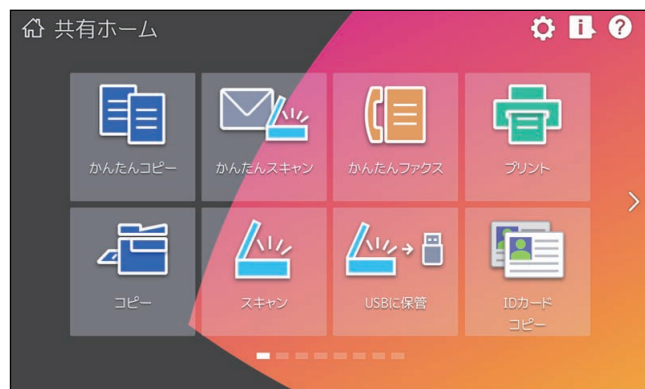 共有ホーム
かんたんコピー
かんたんスキャン
かんたんファクス
プリント
コピー
スキャン
USBに保管
IDカード
コピー